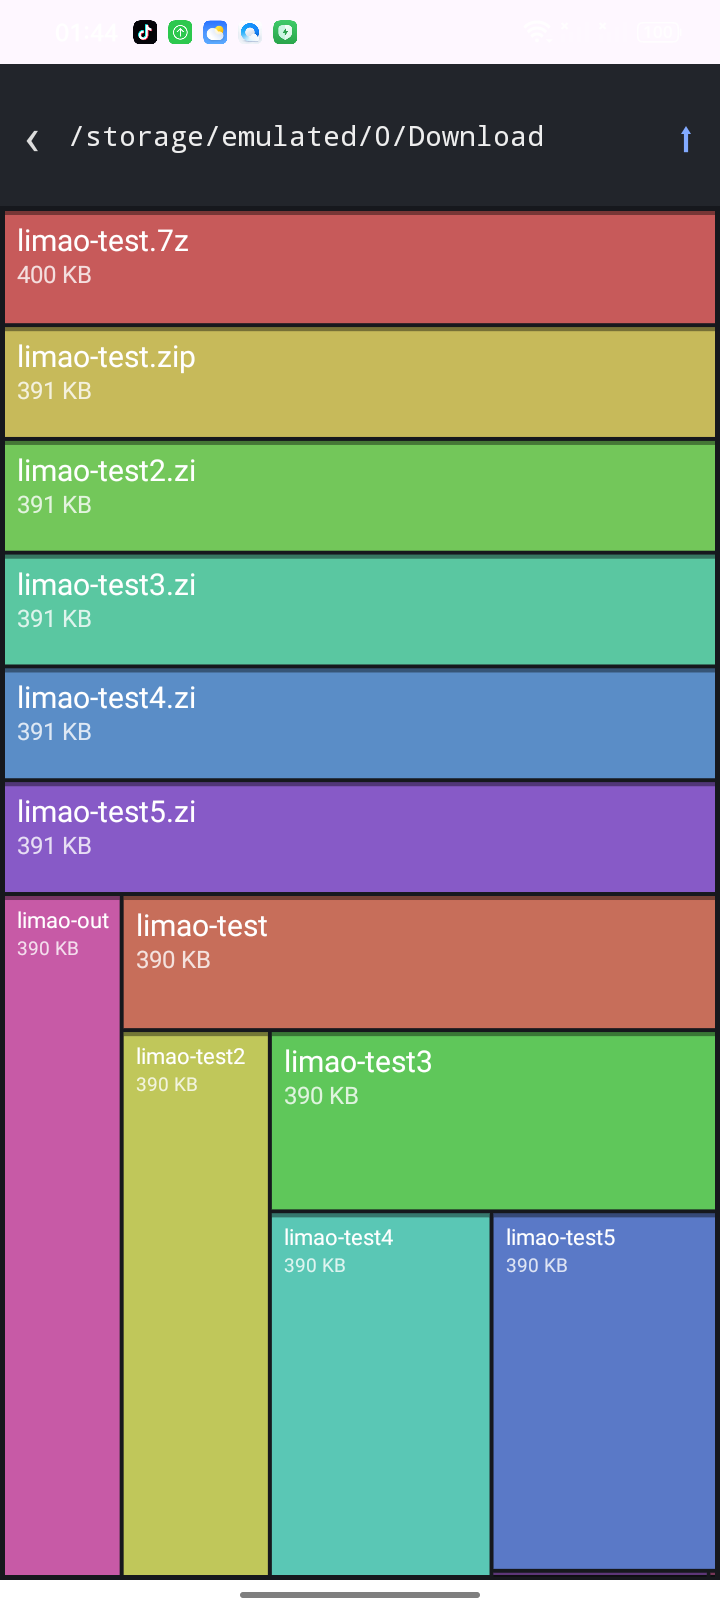 01:44
/storage/emulated/0/Download
limao-test.7z
400 KB
limao-test.zip
391 KB
limao-test2.zi
391 KB
limao-test3.zi
391 KB
limao-test4.zi
391 KB
limao-test5.zi
391 KB
limao-out
390 KB
limao-test
390 KB
limao-test2
390 KB
limao-test3
390 KB
limao-test4
390 KB
limao-test5
390 KB